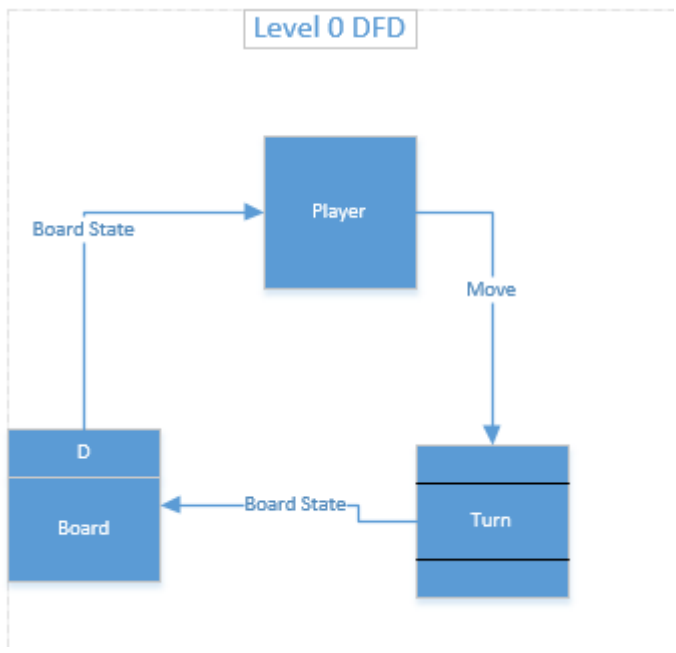 Level 0 DFD
Player
Board State
Move
D
Board
Board State
Turn